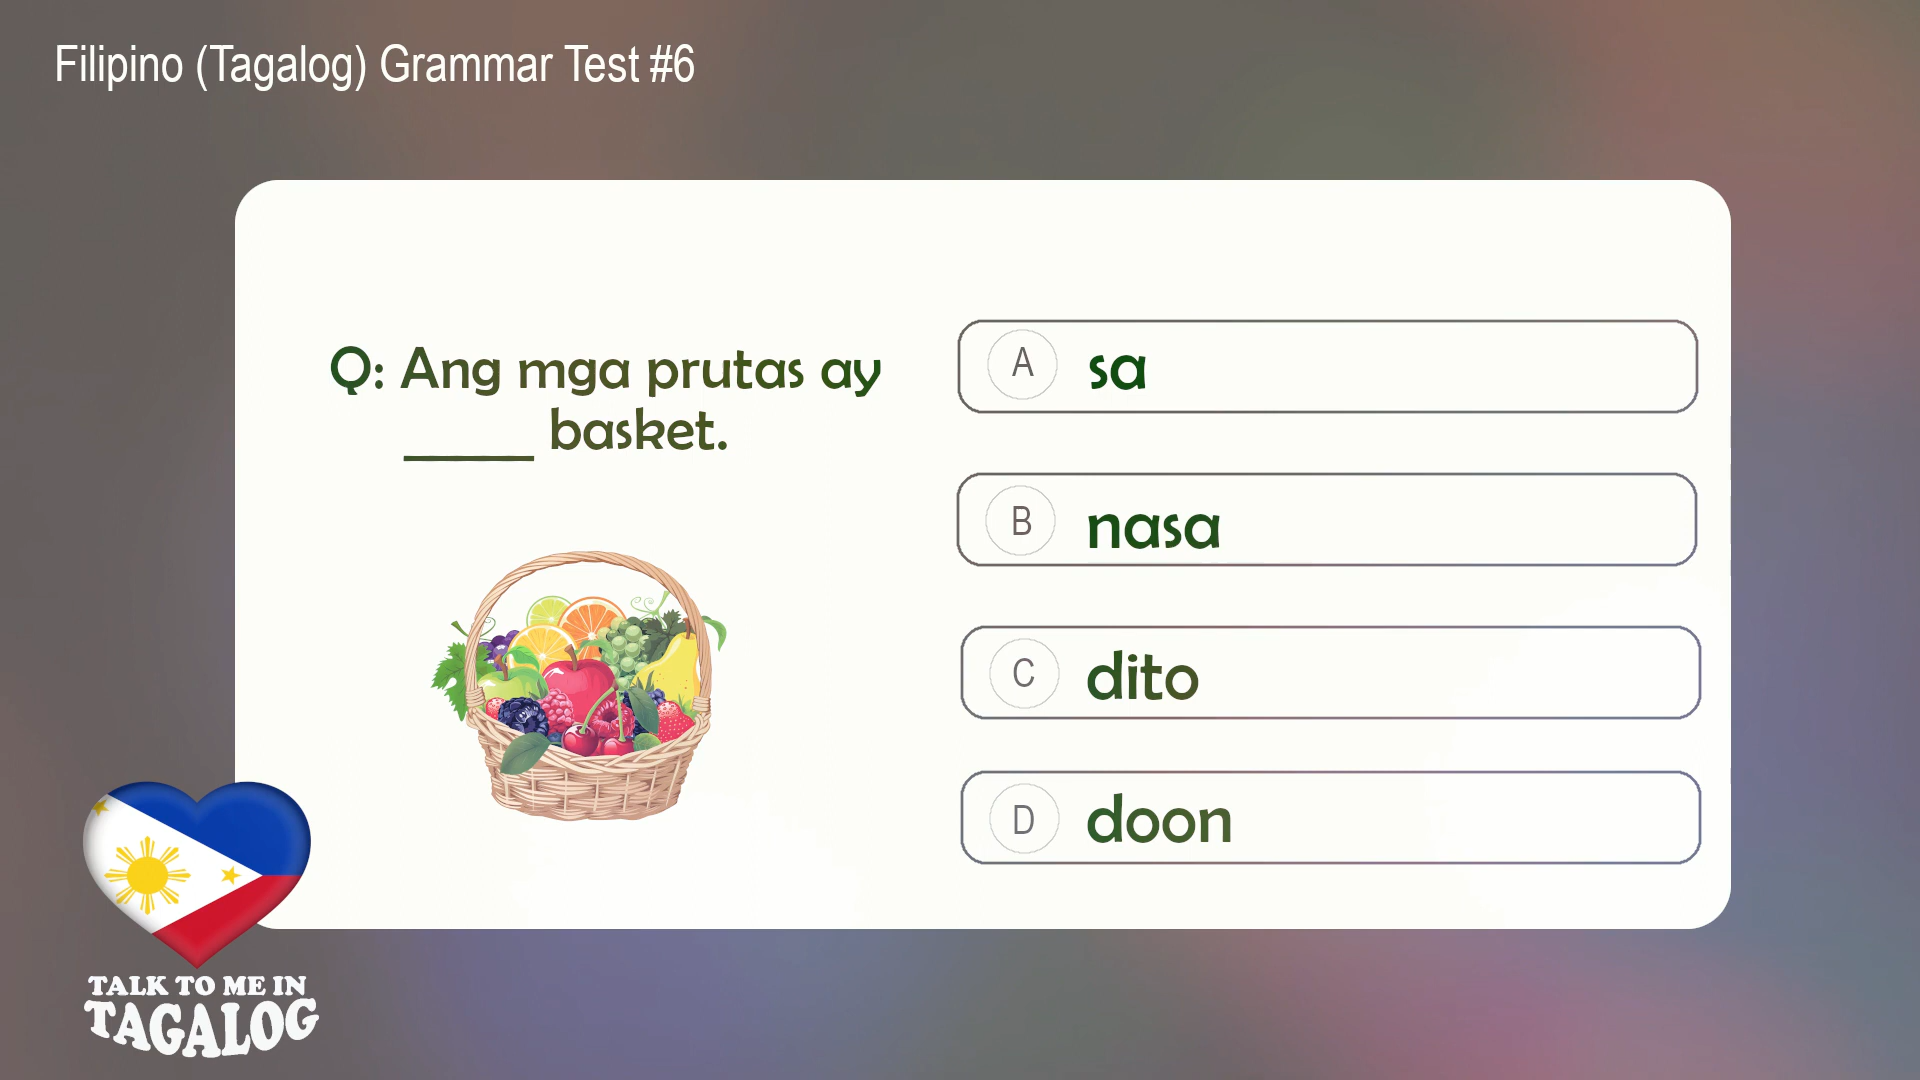 Filipino (Tagalog) Grammar Test #6
Q: Ang mga prutas ay
_____ basket.
A sa
B nasa
C dito
D doon
TALK TO ME IN
TAGALOG